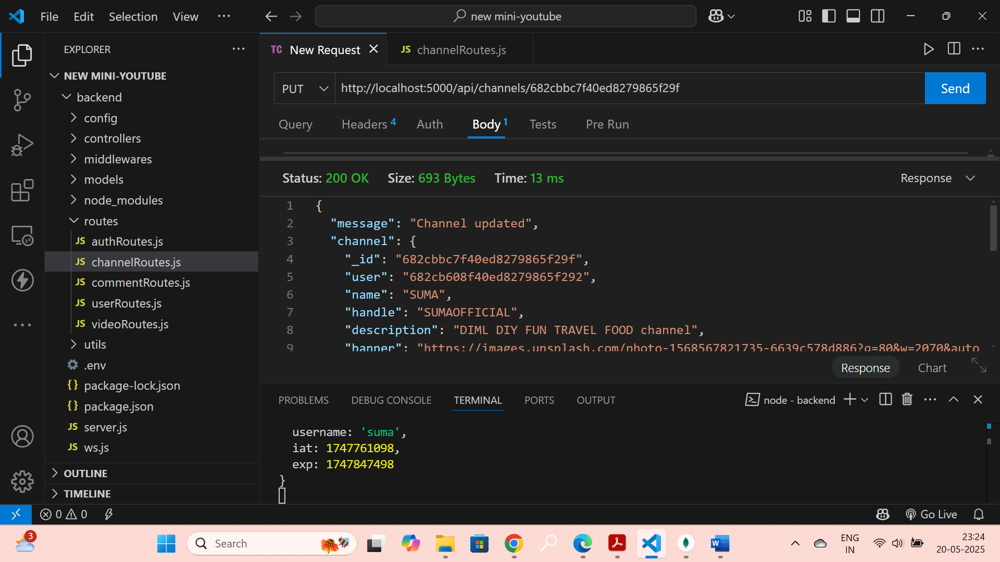 File Edit Selection View ···
new mini-youtube
EXPLORER
NEW MINI-YOUTUBE
backend
config
controllers
middlewares
models
node_modules
routes
JS authRoutes.js
JS channelRoutes.js
JS commentRoutes.js
JS userRoutes.js
JS videoRoutes.js
utils
.env
{} package-lock.json
{} package.json
JS server.js
JS ws.js
OUTLINE
TIMELINE
TC New Request
JS channelRoutes.js
PUT
http://localhost:5000/api/channels/682cbbc7f40ed8279865f29f
Send
Query Headers 4 Auth Body 1 Tests Pre Run
Status: 200 OK Size: 693 Bytes Time: 13 ms
Response
1 {
2 "message": "Channel updated",
3 "channel": {
4 "_id": "682cbbc7f40ed8279865f29f",
5 "user": "682cb608f40ed8279865f292",
6 "name": "SUMA",
7 "handle": "SUMAOFFICIAL",
8 "description": "DIML DIY FUN TRAVEL FOOD channel",
9 "banner": "https://images.unsplash.com/photo-1568567821735-6639c578d886?q=80&w=2070&auto
Response Chart
PROBLEMS DEBUG CONSOLE TERMINAL PORTS OUTPUT
node - backend
username: 'suma',
iat: 1747761098,
exp: 1747847498
}
0 0
Go Live
3
Search
ENG
IN
23:24
20-05-2025